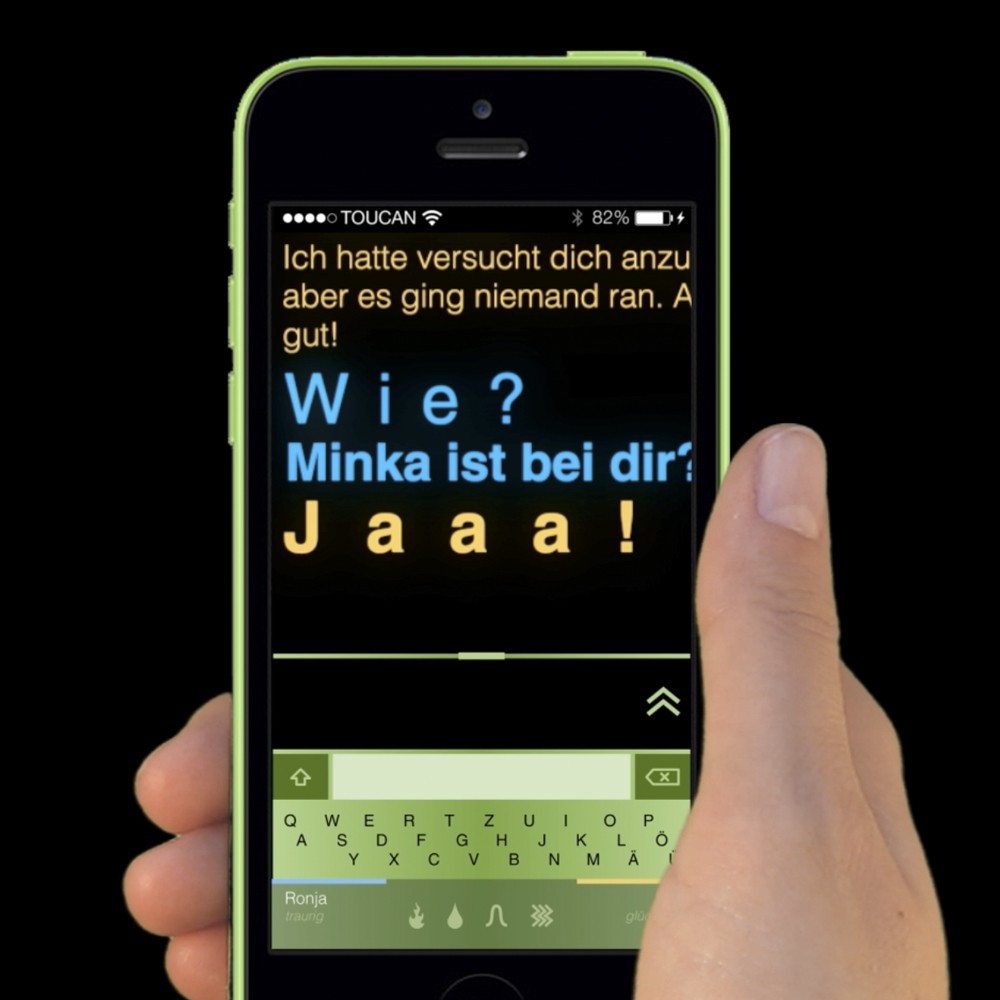 TOUCAN 82%
Ich hatte versucht dich anzu
aber es ging niemand ran. A
gut!
W i e ?
Minka ist bei dir?
J a a a !
Q W E R T Z U I O P
A S D F G H J K L Ö
Y X C V B N M Ä
Ronja
traurig